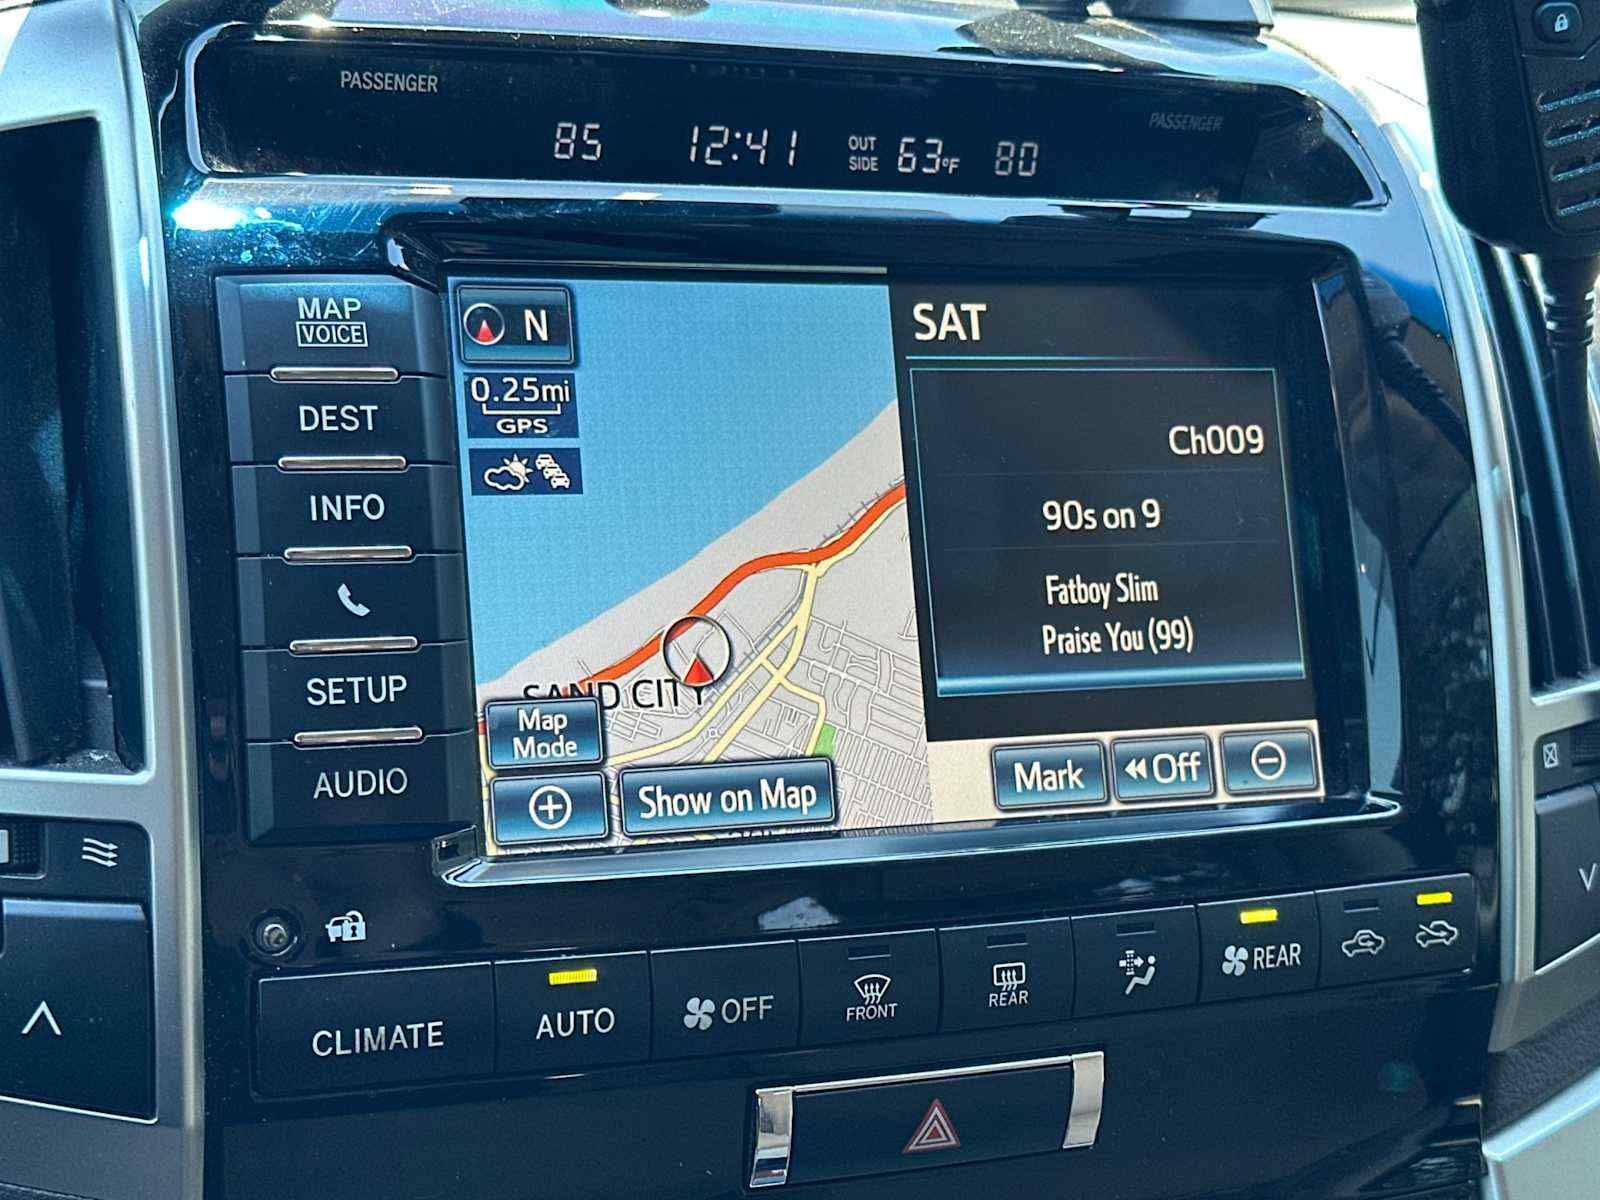 PASSENGER
PASSENGER
85 12:41 OUT SIDE 63°F 80
MAP
VOICE
DEST
INFO
SETUP
AUDIO
N
0.25mi
GPS
SAND CITY
Map
Mode
Show on Map
SAT
Ch009
90s on 9
Fatboy Slim
Praise You (99)
Mark
Off
CLIMATE
AUTO
OFF
FRONT
REAR
REAR